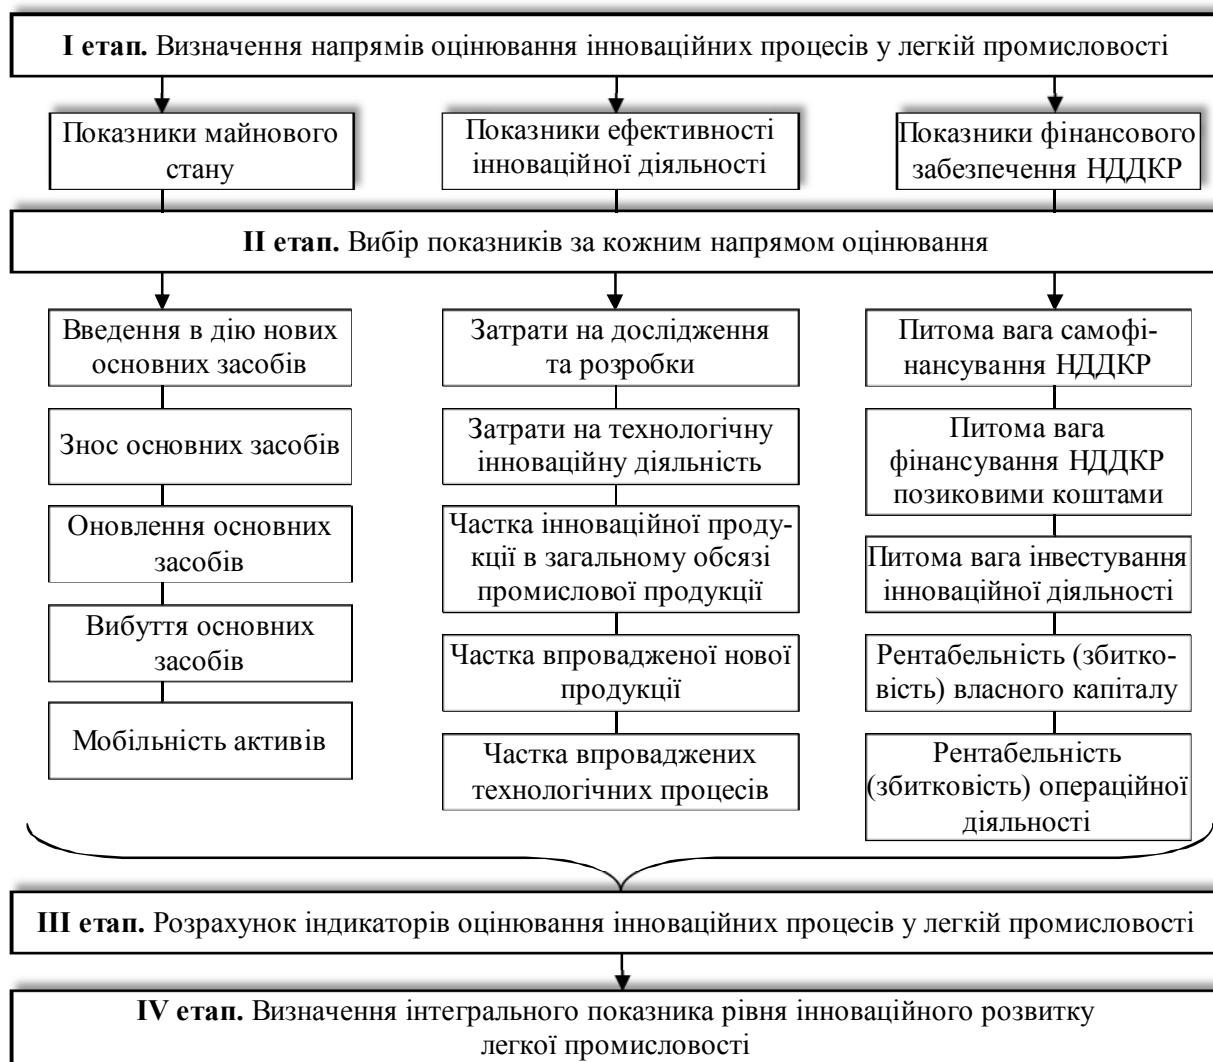 I етап. Визначення напрямів оцінювання інноваційних процесів у легкій промисловості
Показники майнового
стану
Показники ефективності
інноваційної діяльності
Показники фінансового
забезпечення НДДКР
II етап. Вибір показників за кожним напрямом оцінювання
Введення в дію нових
основних засобів
Знос основних засобів
Оновлення основних
засобів
Вибуття основних
засобів
Мобільність активів
Затрати на дослідження
та розробки
Затрати на технологічну
інноваційну діяльність
Частка інноваційної проду-
кції в загальному обсязі
промислової продукції
Частка впровадженої нової
продукції
Частка впроваджених
технологічних процесів
Питома вага самофі-
нансування НДДКР
Питома вага
фінансування НДДКР
позиковими коштами
Питома вага інвестування
інноваційної діяльності
Рентабельність (збитко-
вість) власного капіталу
Рентабельність
(збитковість) операційної
діяльності
III етап. Розрахунок індикаторів оцінювання інноваційних процесів у легкій промисловості
IV етап. Визначення інтегрального показника рівня інноваційного розвитку
легкої промисловості